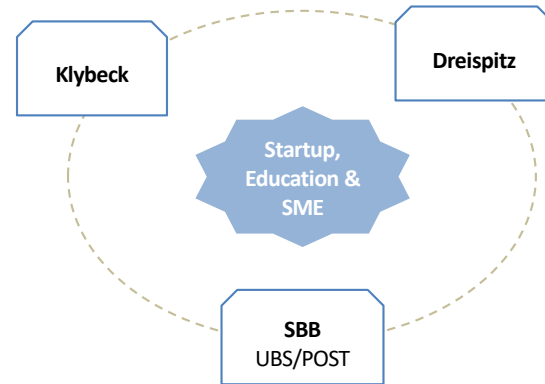 Klybeck
Dreispitz
Startup,
Education &
SME
SBB
UBS/POST